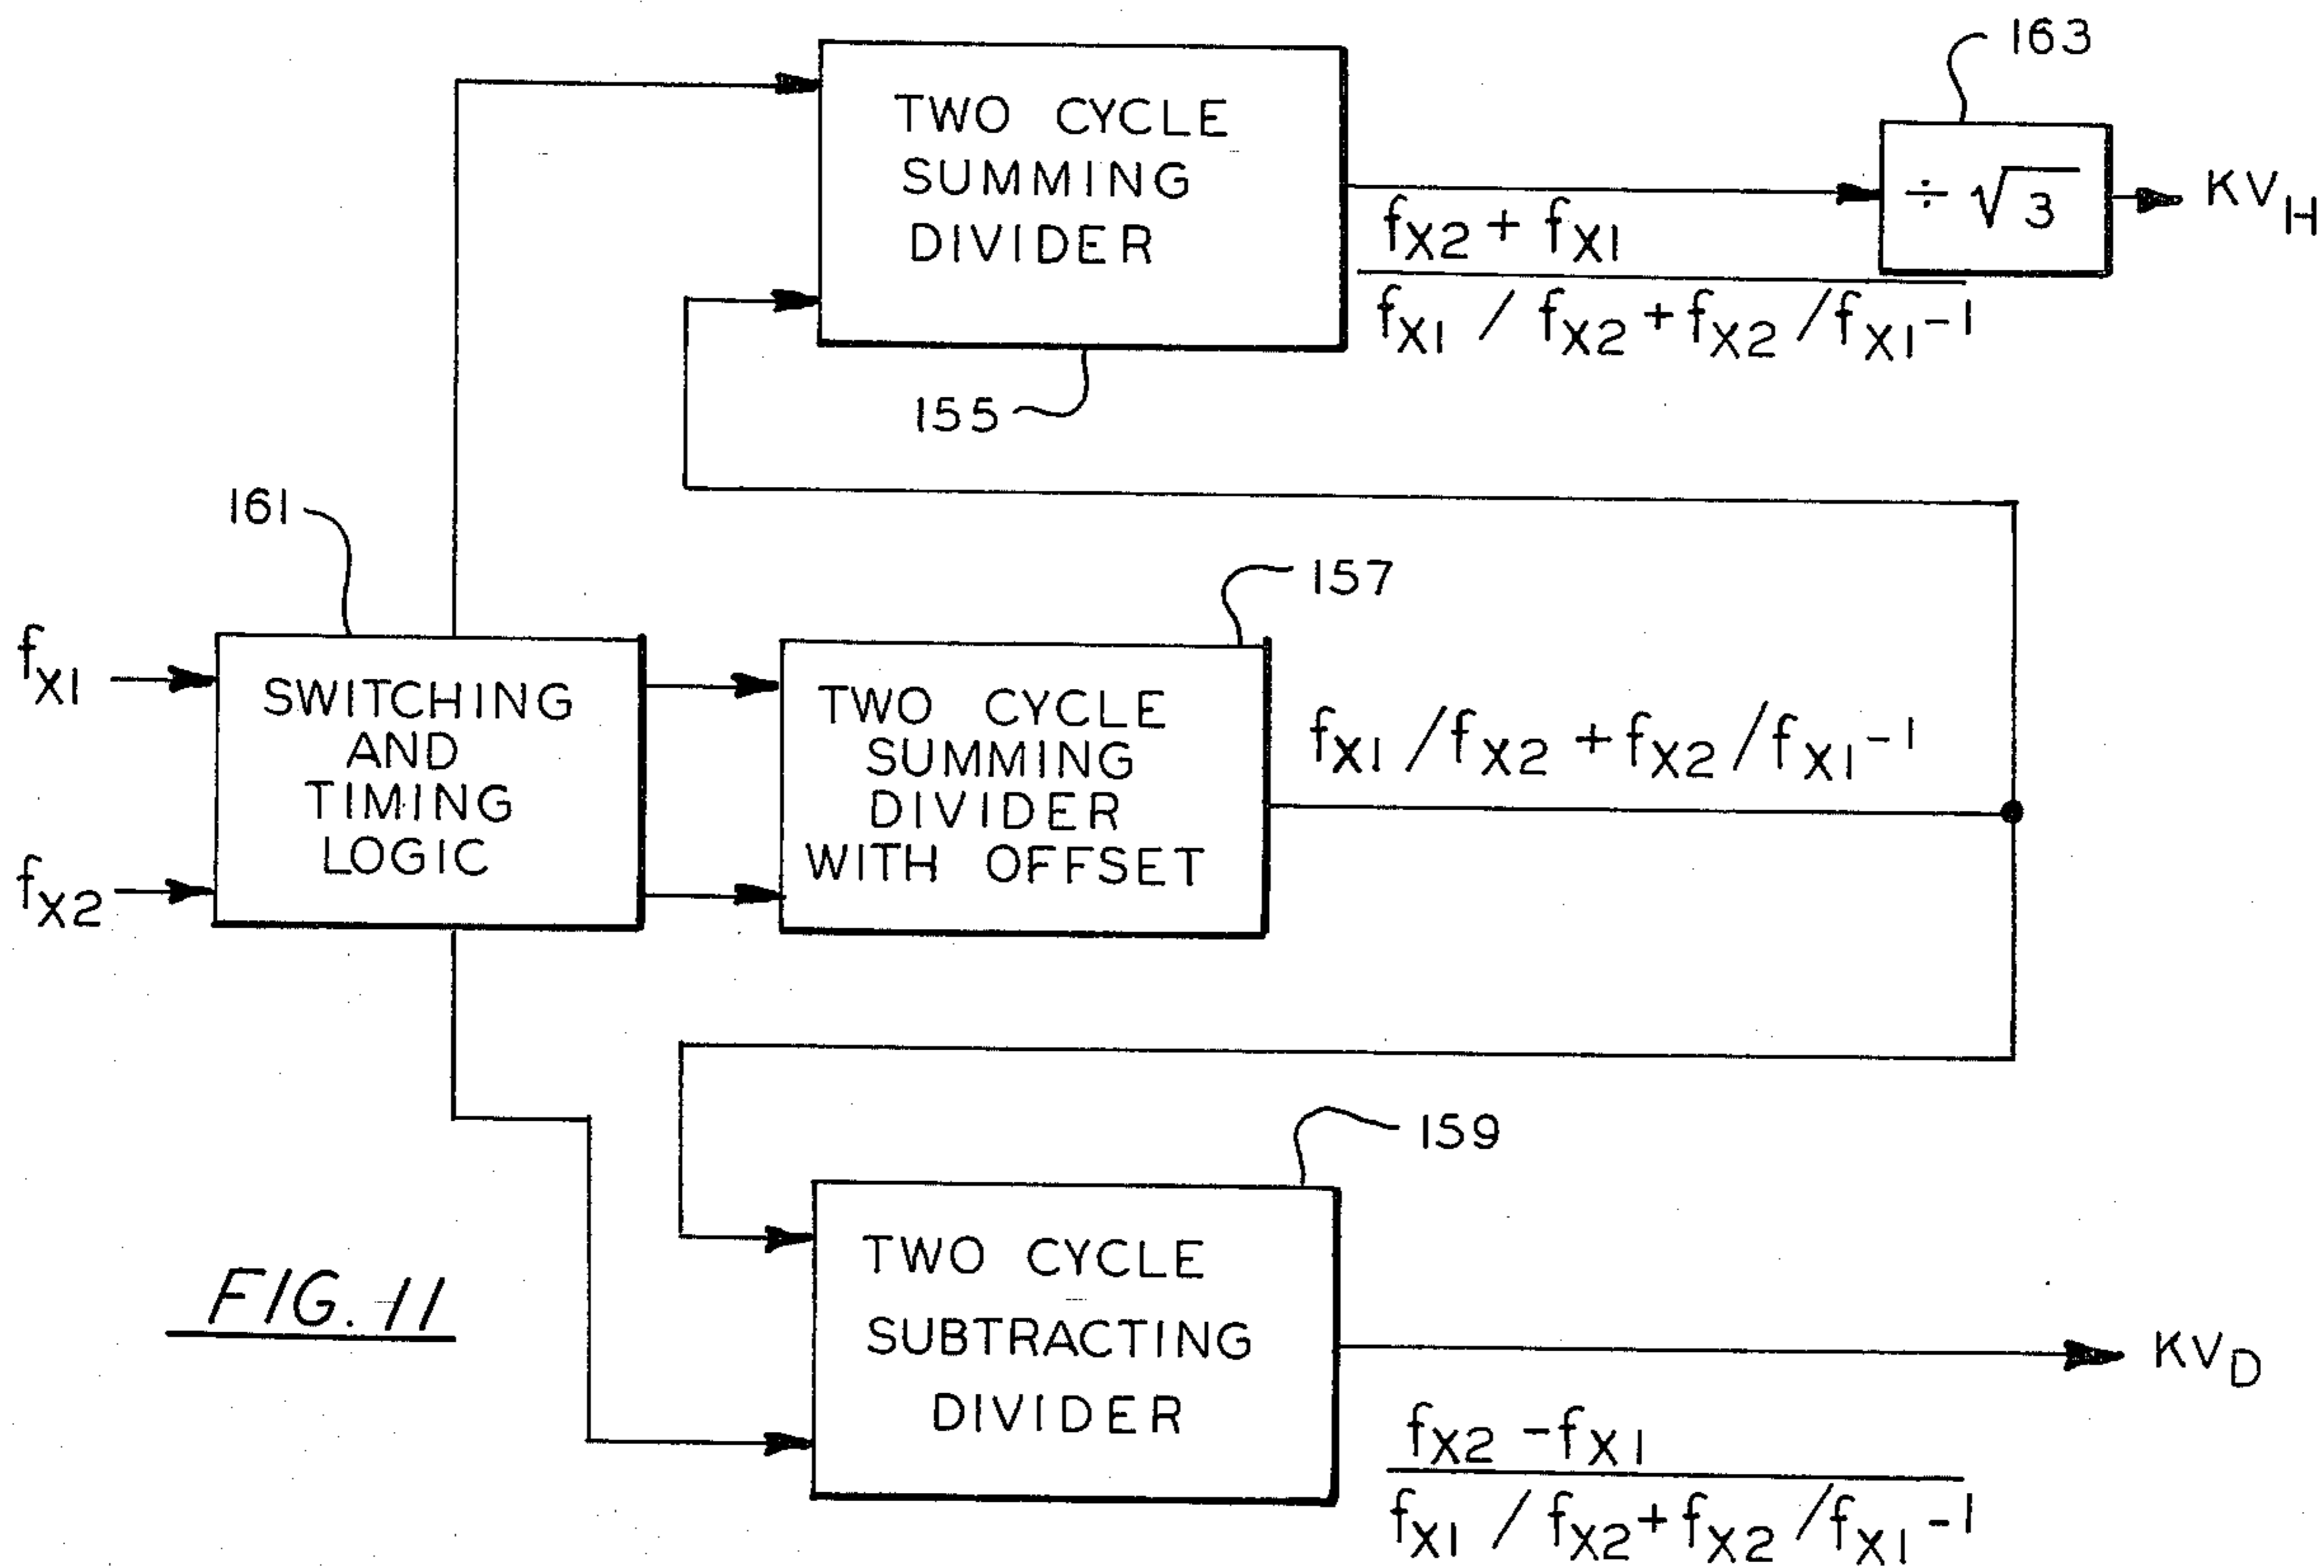 163
TWO CYCLE
SUMMING
DIVIDER
÷ √3
KV_H
f_X2 + f_X1
f_X1 / f_X2 + f_X2 / f_X1 - 1
155
161
157
f_X1
f_X2
SWITCHING
AND
TIMING
LOGIC
TWO CYCLE
SUMMING
DIVIDER
WITH OFFSET
f_X1 / f_X2 + f_X2 / f_X1 - 1
159
TWO CYCLE
SUBTRACTING
DIVIDER
KV_D
f_X2 - f_X1
f_X1 / f_X2 + f_X2 / f_X1 - 1
FIG. 11